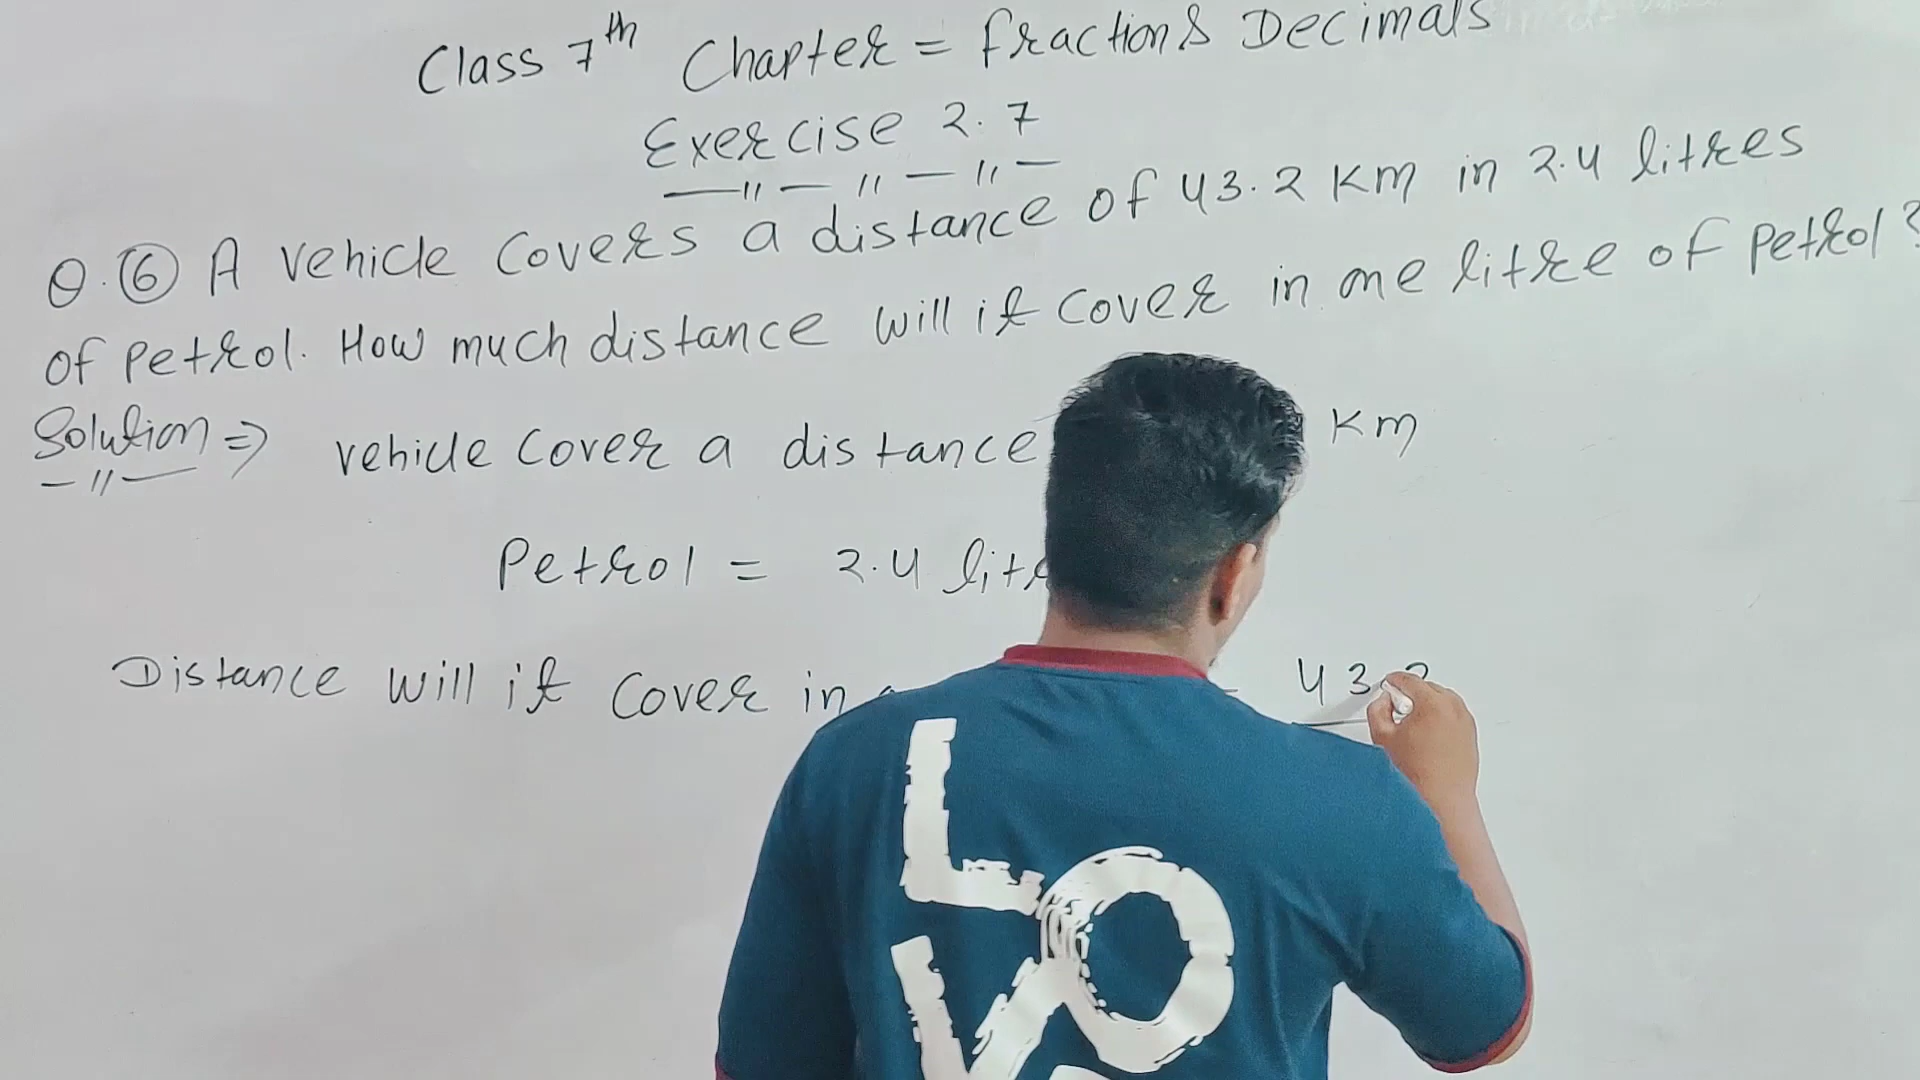 Class 7th Chapter = fractions Decimals
Exercise 2.7
Q.6 A vehicle covers a distance of 43.2 Km in 2.4 litres
of Petrol. How much distance will it cover in one litre of Petrol?
Solution ⇒ vehicle cover a distance Km
Petrol = 2.4
Distance will it cover in = 43.2